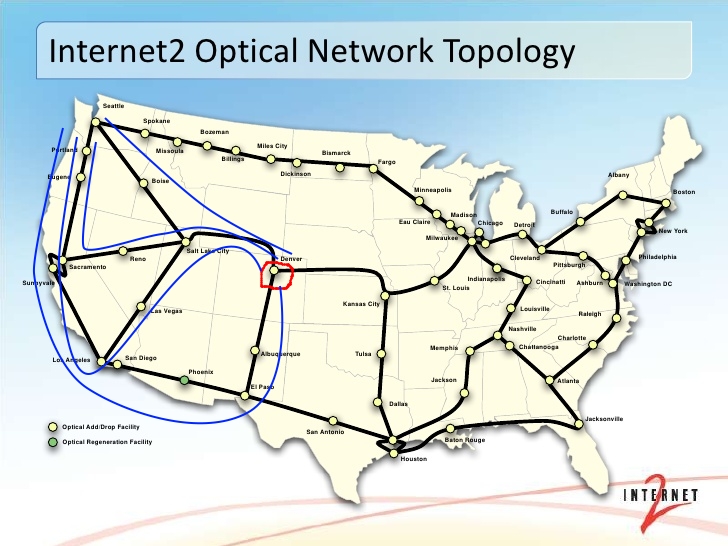 Internet2 Optical Network Topology
Seattle
Spokane
Portland
Missoula
Bozeman
Billings
Miles City
Dickinson
Bismarck
Fargo
Eugene
Boise
Minneapolis
Eau Claire
Madison
Milwaukee
Chicago
Detroit
Buffalo
Albany
Boston
New York
Sacramento
Reno
Salt Lake City
Denver
Cleveland
Pittsburgh
Philadelphia
Sunnyvale
Kansas City
St. Louis
Indianapolis
Cincinatti
Ashburn
Washington DC
Las Vegas
Louisville
Raleigh
Los Angeles
San Diego
Phoenix
Albuquerque
Tulsa
Memphis
Nashville
Chattanooga
Charlotte
El Paso
Dallas
Jackson
Atlanta
San Antonio
Houston
Baton Rouge
Jacksonville
Optical Add/Drop Facility
Optical Regeneration Facility
INTERNET
2